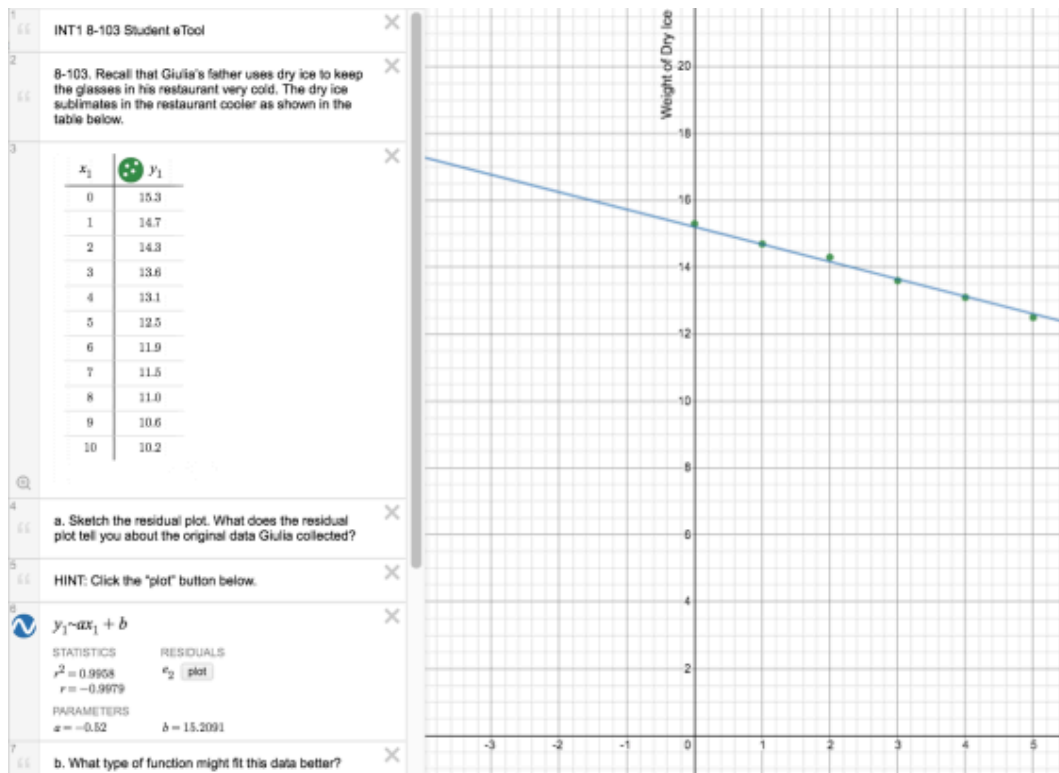 1
INT1 8-103 Student eTool
2
8-103. Recall that Giulia's father uses dry ice to keep
the glasses in his restaurant very cold. The dry ice
sublimates in the restaurant cooler as shown in the
table below.
3
x₁ y₁
0 15.3
1 14.7
2 14.3
3 13.6
4 13.1
5 12.5
6 11.9
7 11.5
8 11.0
9 10.6
10 10.2
4
a. Sketch the residual plot. What does the residual
plot tell you about the original data Giulia collected?
5
HINT: Click the "plot" button below.
6
y₁~ax₁ + b
STATISTICS RESIDUALS
r² = 0.9958 e₂ plot
r = −0.9979
PARAMETERS
a = −0.52 b = 15.2091
7
b. What type of function might fit this data better?
Weight of Dry Ice
20
18
16
14
12
10
8
6
4
2
-3 -2 -1 0 1 2 3 4 5